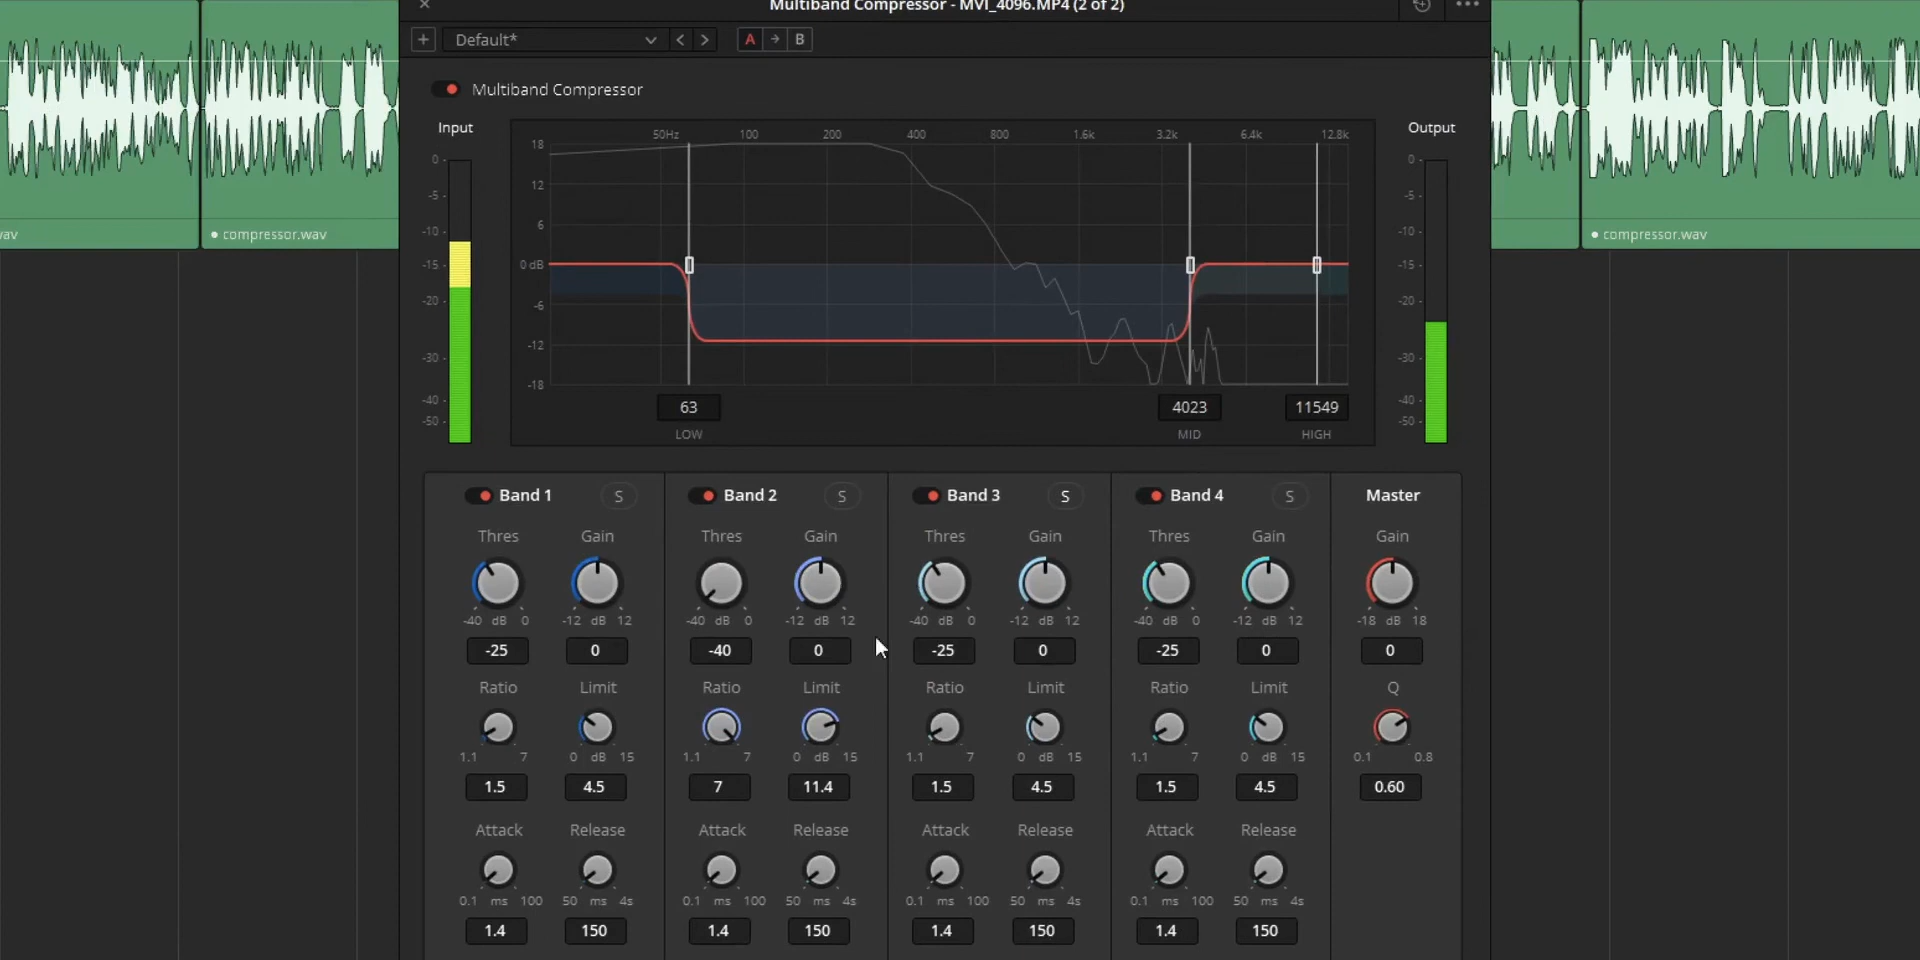 Multiband Compressor - MVI_4096.MP4 (2 of 2)
Default*
A
B
Multiband Compressor
Input
Output
50Hz 100 200 400 800 1.6k 3.2k 6.4k 12.8k
18
12
6
0 dB
-6
-12
-18
0
-5
-10
-15
-20
-30
-40
-50
0
-5
-10
-15
-20
-30
-40
-50
63 4023 11549
LOW MID HIGH
compressor.wav
compressor.wav
Band 1 S Band 2 S Band 3 S Band 4 S Master
Thres Gain Thres Gain Thres Gain Thres Gain Gain
-40 dB 0 -12 dB 12 -40 dB 0 -12 dB 12 -40 dB 0 -12 dB 12 -40 dB 0 -12 dB 12 -18 dB 18
-25 0 -40 0 -25 0 -25 0 0
Ratio Limit Ratio Limit Ratio Limit Ratio Limit Q
1.1 7 0 dB 15 1.1 7 0 dB 15 1.1 7 0 dB 15 1.1 7 0 dB 15 0.1 0.8
1.5 4.5 7 11.4 1.5 4.5 1.5 4.5 0.60
Attack Release Attack Release Attack Release Attack Release
0.1 ms 100 50 ms 4s 0.1 ms 100 50 ms 4s 0.1 ms 100 50 ms 4s 0.1 ms 100 50 ms 4s
1.4 150 1.4 150 1.4 150 1.4 150